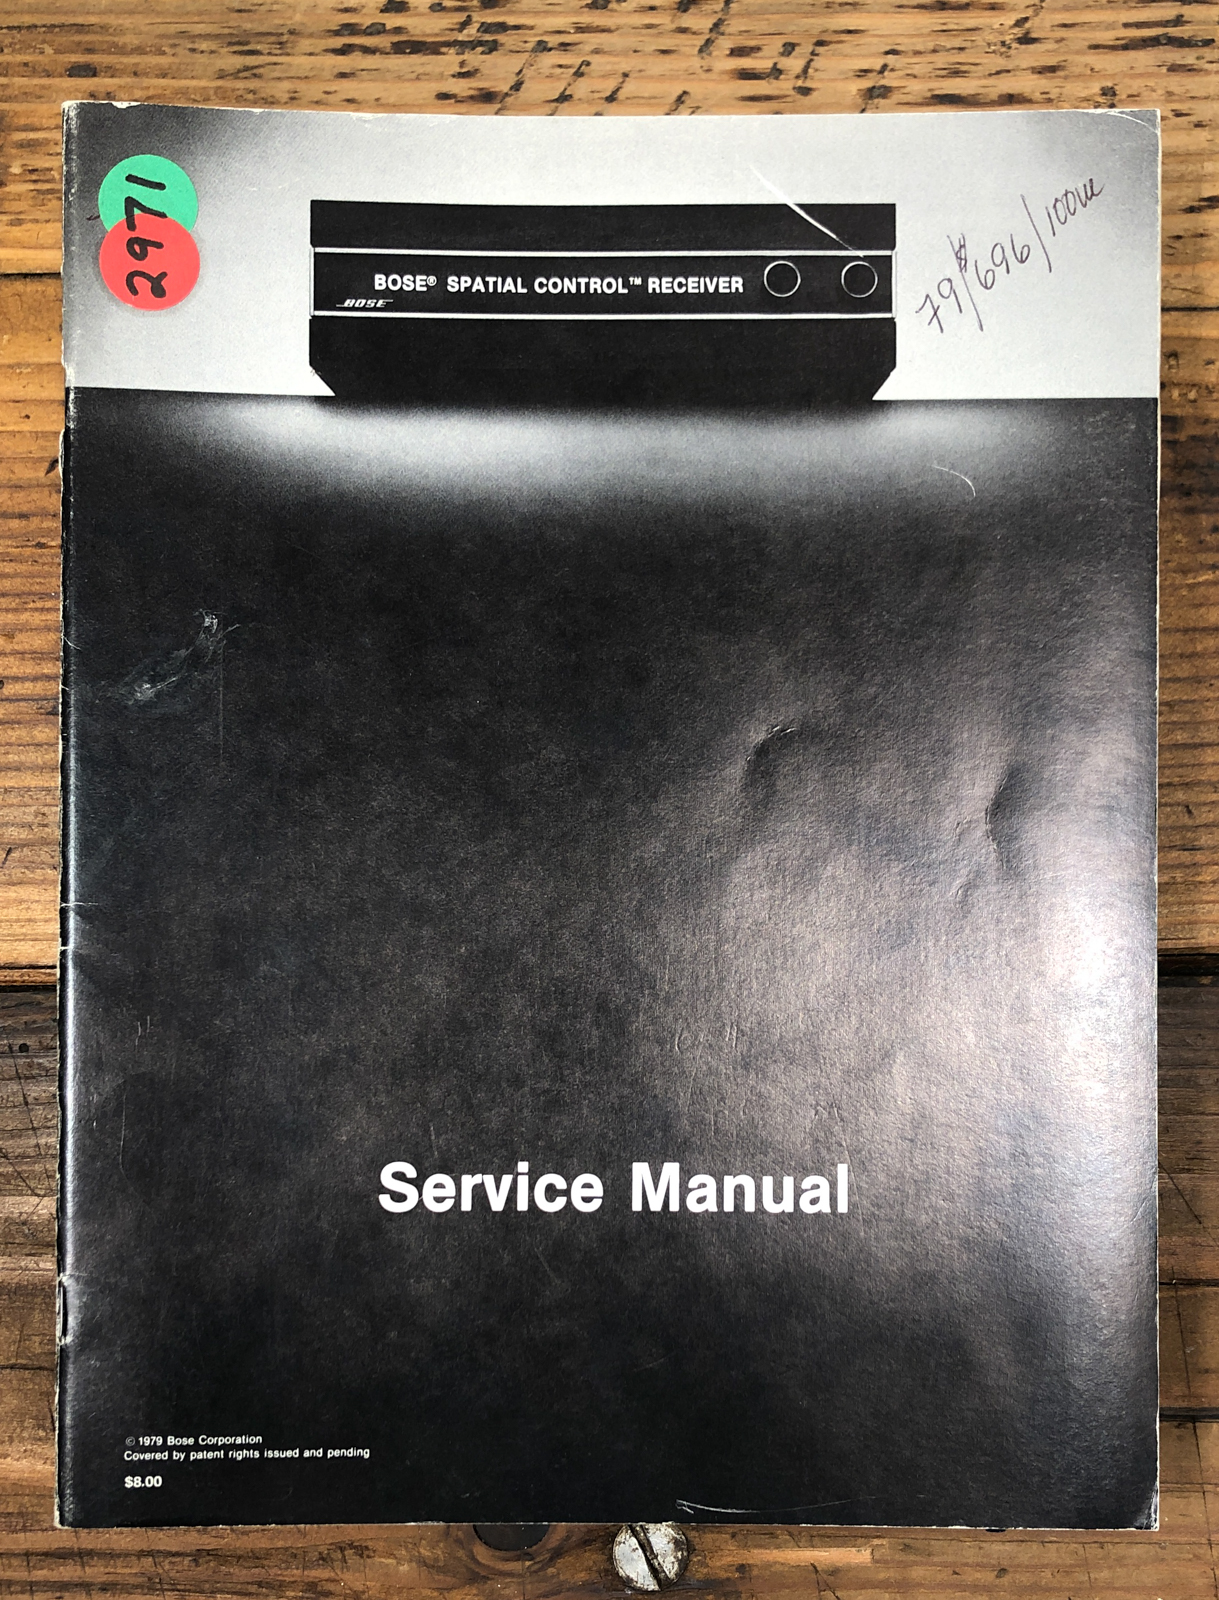 2971
BOSE® SPATIAL CONTROL™ RECEIVER
BOSE
79/$696/100W
Service Manual
© 1979 Bose Corporation
Covered by patent rights issued and pending
$8.00